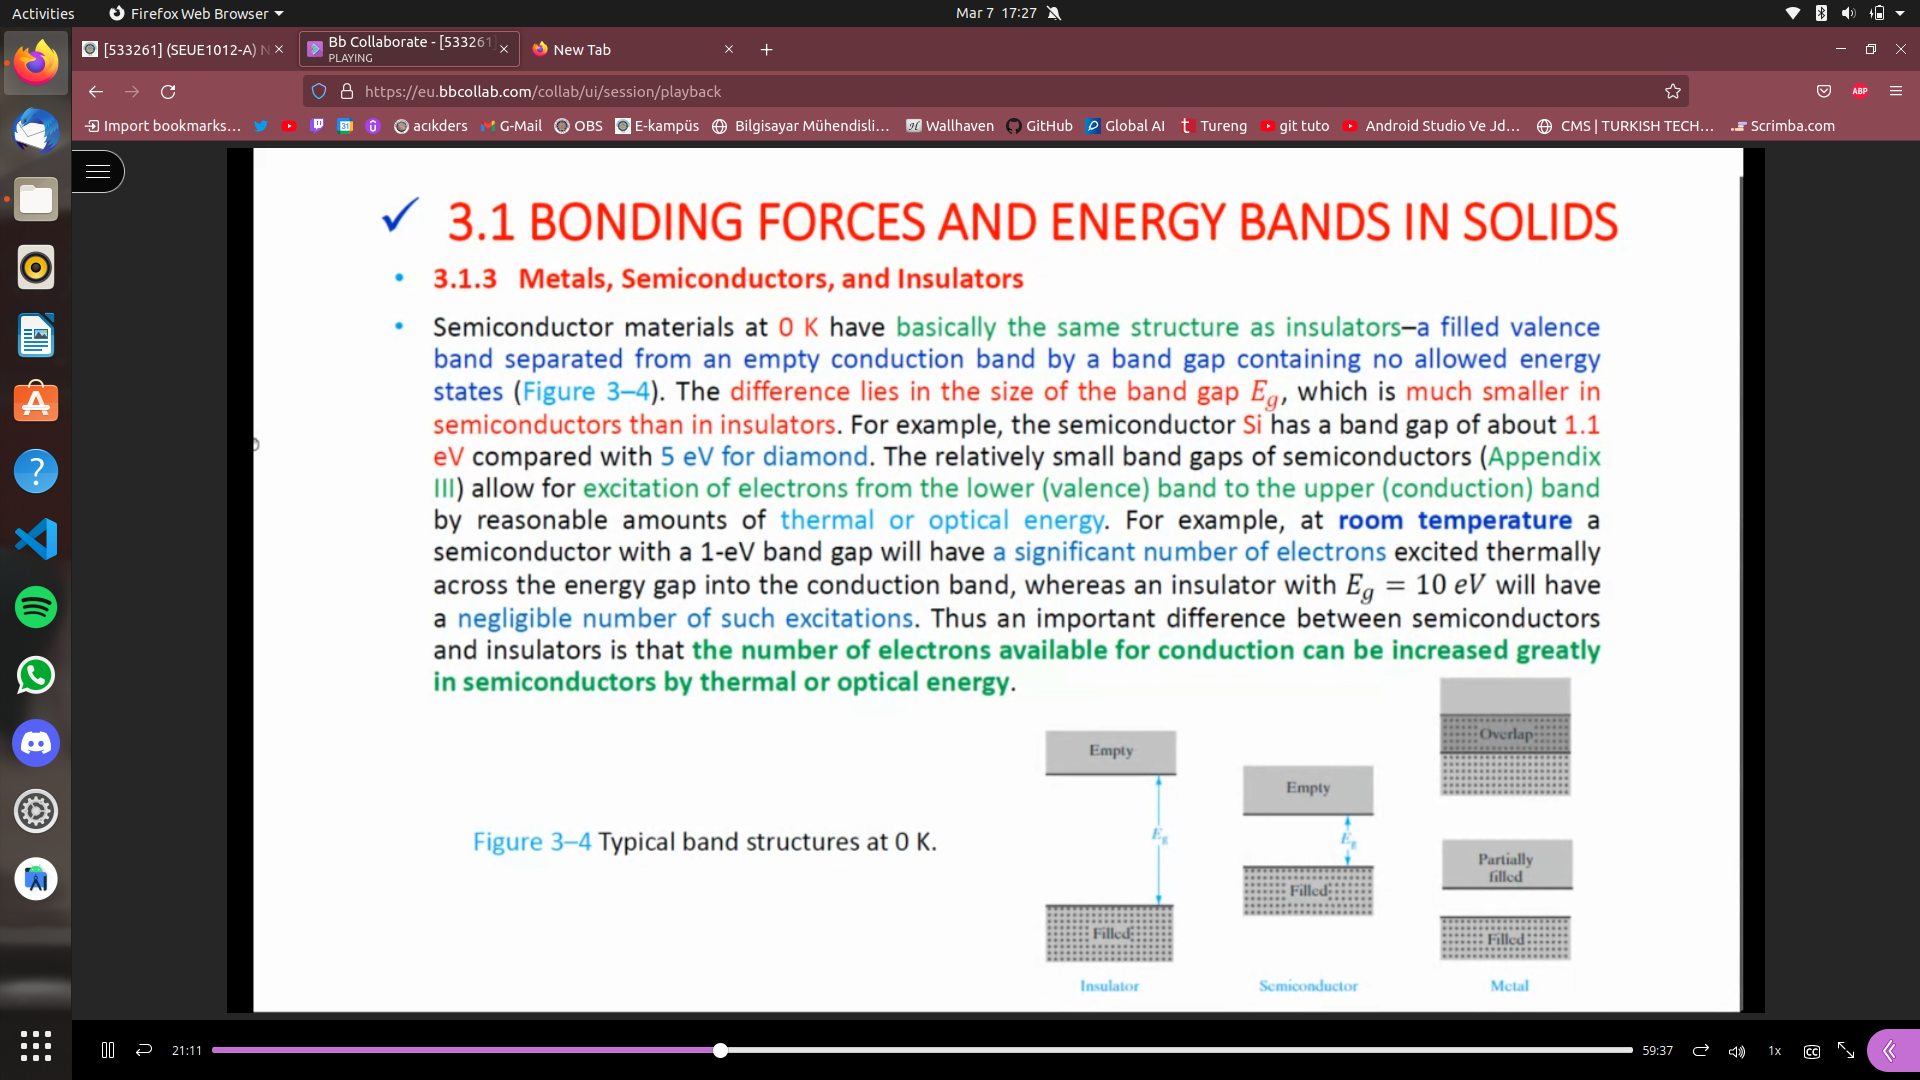 Activities
Firefox Web Browser
Mar 7 17:27
[533261] (SEUE1012-A) N
Bb Collaborate - [533261]
PLAYING
New Tab
https://eu.bbcollab.com/collab/ui/session/playback
ABP
Import bookmarks...
31
acıkders
G-Mail
OBS
E-kampüs
Bilgisayar Mühendisli...
Wallhaven
GitHub
Global AI
Tureng
git tuto
Android Studio Ve Jd...
CMS | TURKISH TECH...
Scrimba.com
✓ 3.1 BONDING FORCES AND ENERGY BANDS IN SOLIDS
• 3.1.3 Metals, Semiconductors, and Insulators
• Semiconductor materials at 0 K have basically the same structure as insulators–a filled valence
band separated from an empty conduction band by a band gap containing no allowed energy
states (Figure 3–4). The difference lies in the size of the band gap Eg, which is much smaller in
semiconductors than in insulators. For example, the semiconductor Si has a band gap of about 1.1
eV compared with 5 eV for diamond. The relatively small band gaps of semiconductors (Appendix
III) allow for excitation of electrons from the lower (valence) band to the upper (conduction) band
by reasonable amounts of thermal or optical energy. For example, at room temperature a
semiconductor with a 1-eV band gap will have a significant number of electrons excited thermally
across the energy gap into the conduction band, whereas an insulator with Eg = 10 eV will have
a negligible number of such excitations. Thus an important difference between semiconductors
and insulators is that the number of electrons available for conduction can be increased greatly
in semiconductors by thermal or optical energy.
Empty
Eg
Filled
Insulator
Empty
Eg
Filled
Semiconductor
Overlap
Partially
filled
Filled
Metal
Figure 3–4 Typical band structures at 0 K.
21:11
59:37
1x
CC